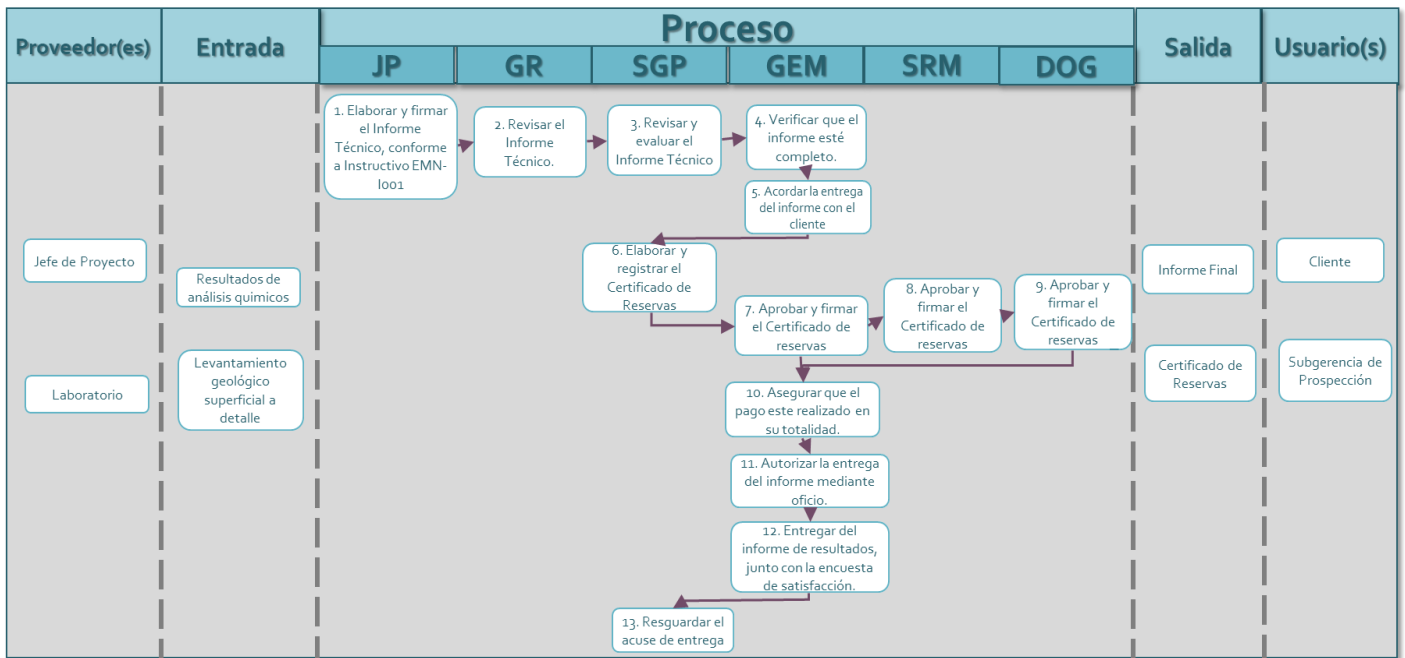 Proveedor(es)
Entrada
Proceso
Salida
Usuario(s)
JP
GR
SGP
GEM
SRM
DOG
1. Elaborar y firmar
el Informe
Técnico, conforme
a Instructivo EMN-
I001
2. Revisar el
Informe
Técnico.
3. Revisar y
evaluar el
Informe Técnico
4. Verificar que el
informe esté
completo.
5. Acordar la entrega
del informe con el
cliente
Jefe de Proyecto
Laboratorio
Resultados de
análisis quimicos
Levantamiento
geológico
superficial a
detalle
6. Elaborar y
registrar el
Certificado de
Reservas
7. Aprobar y firmar
el Certificado de
reservas
8. Aprobar y
firmar el
Certificado de
reservas
9. Aprobar y
firmar el
Certificado de
reservas
10. Asegurar que el
pago este realizado en
su totalidad.
11. Autorizar la entrega
del informe mediante
oficio.
12. Entregar del
informe de resultados,
junto con la encuesta
de satisfacción.
13. Resguardar el
acuse de entrega
Informe Final
Certificado de
Reservas
Cliente
Subgerencia de
Prospección